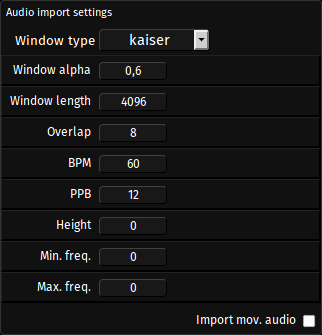 Audio import settings
Window type kaiser
Window alpha 0,6
Window length 4096
Overlap 8
BPM 60
PPB 12
Height 0
Min. freq. 0
Max. freq. 0
Import mov. audio